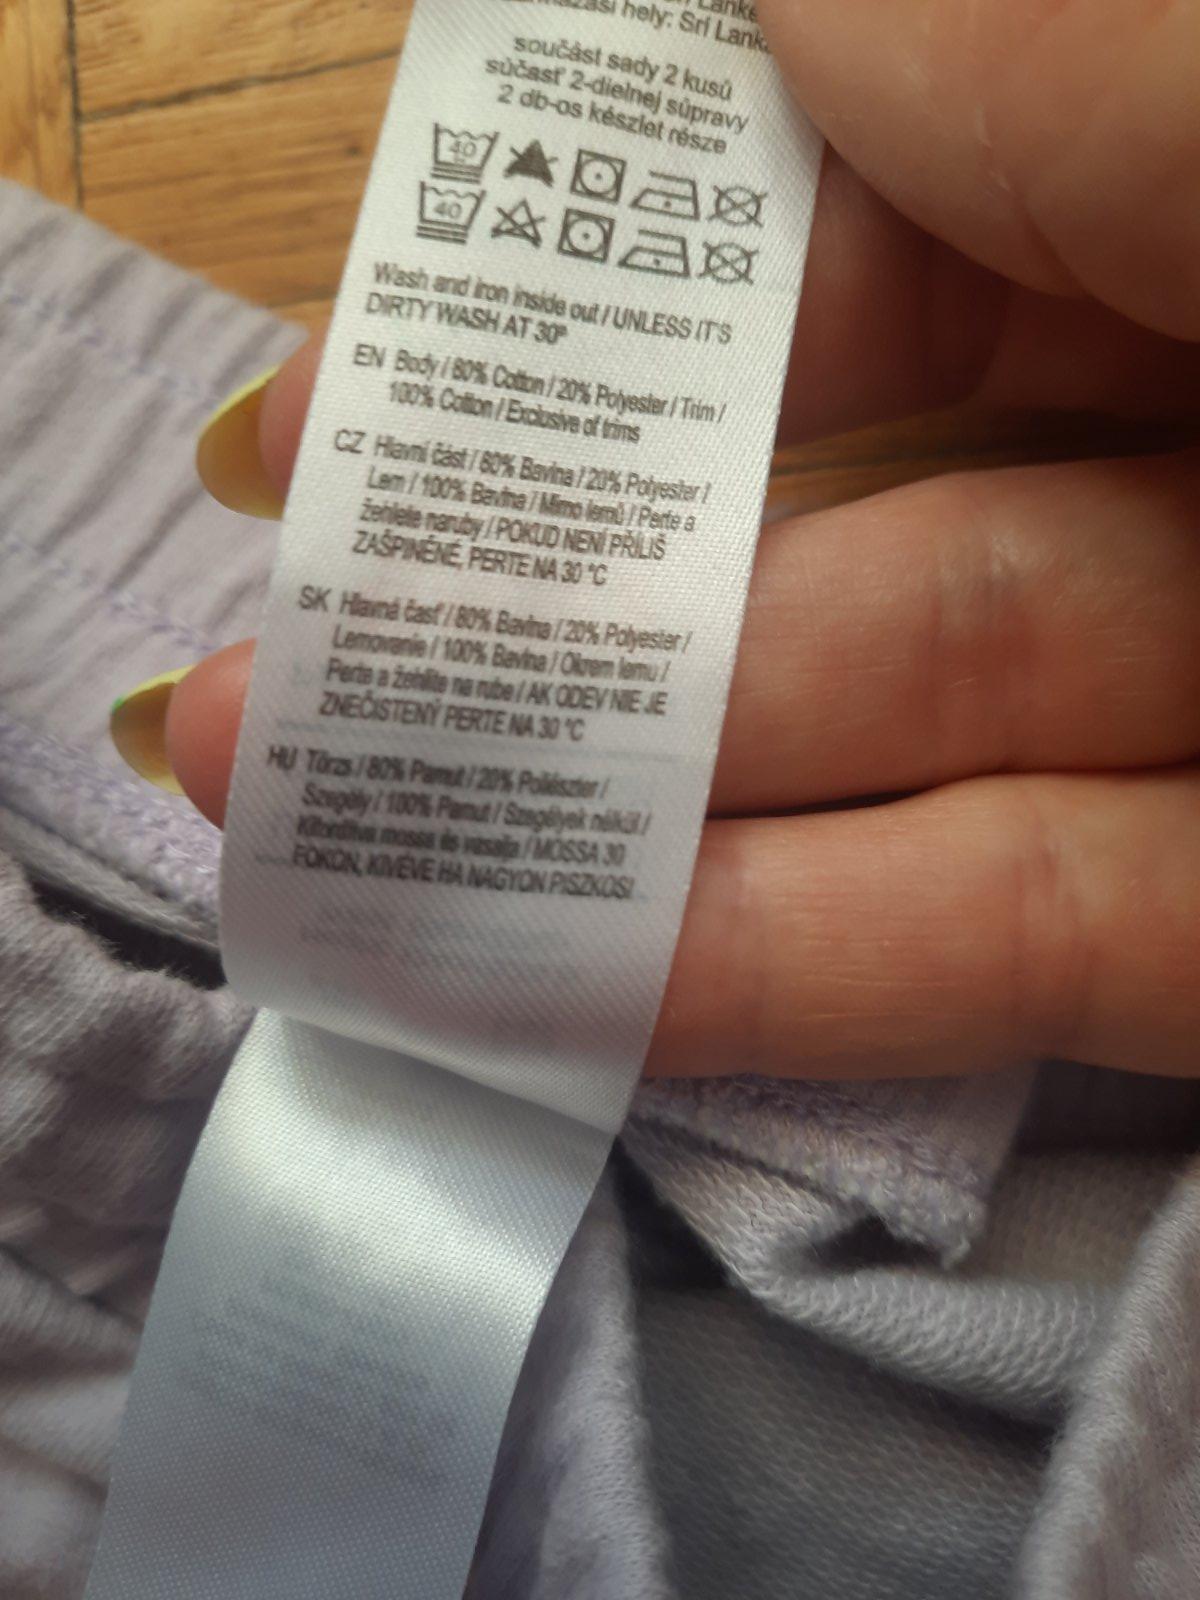 hely: Srí Lanka
součást sady 2 kusů
súčasť 2-dielnej súpravy
2 db-os készlet része
40
40
Wash and iron inside out / UNLESS IT'S
DIRTY WASH AT 30°
EN Body / 80% Cotton / 20% Polyester / Trim /
100% Cotton / Exclusive of trims
CZ Hlavní část / 80% Bavlna / 20% Polyester /
Lem / 100% Bavlna / Mimo lemů / Perte a
žehlete naruby / POKUD NENÍ PŘÍLIŠ
ZAŠPINĚNÉ, PERTE NA 30 °C
SK Hlavná časť / 80% Bavlna / 20% Polyester /
Lemovanie / 100% Bavlna / Okrem lemu /
Perte a žehlite na rube / AK ODEV NIE JE
ZNEČISTENÝ PERTE NA 30 °C
HU Törzs / 80% Pamut / 20% Poliészter /
Szegély / 100% Pamut / Szegélyek nélkül /
Kifordítva mossa és vasalja / MOSSA 30
FOKON, KIVÉVE HA NAGYON PISZKOS!